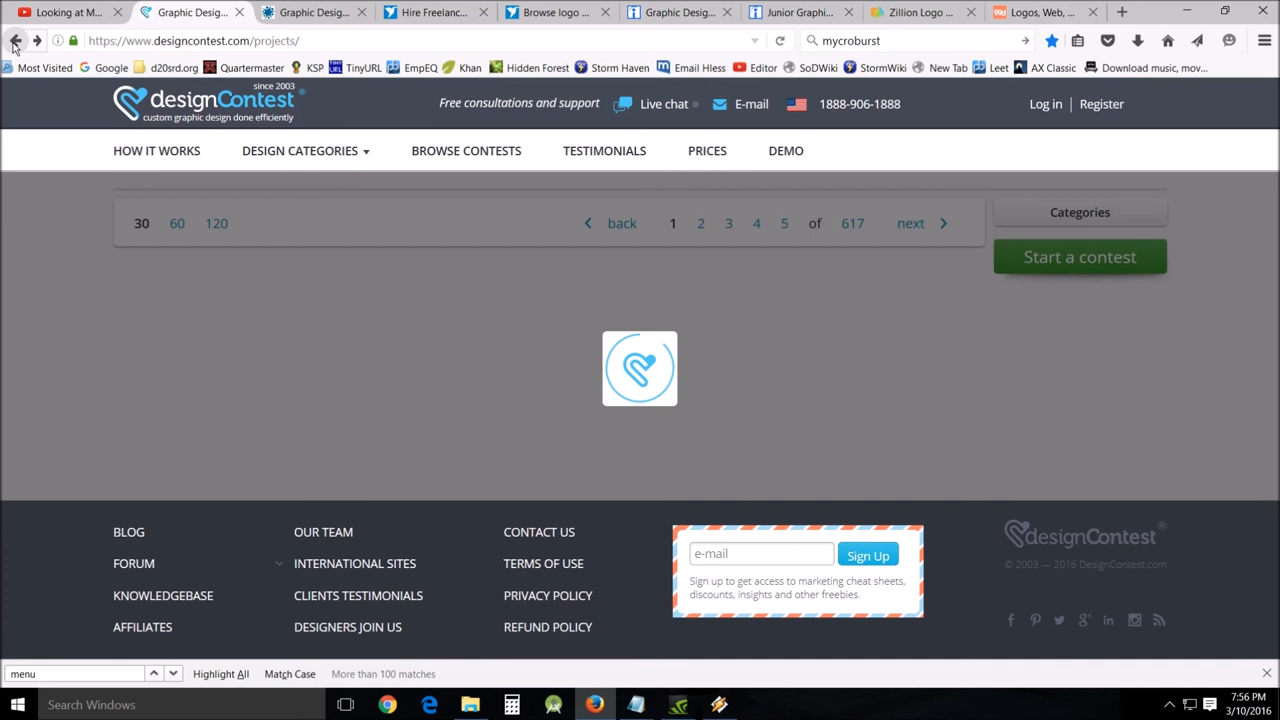 Looking at M...
Graphic Desig...
Graphic Desig...
Hire Freelanc...
Browse logo ...
Graphic Desig...
Junior Graphi...
Zillion Logo ...
99d
Logos, Web, ...
https://www.designcontest.com/projects/
mycroburst
Most Visited
Google
d20srd.org
Quartermaster
KSP
TinyURL
EmpEQ
Khan
Hidden Forest
Storm Haven
Email Hless
Editor
SoDWiki
StormWiki
New Tab
Leet
AX Classic
Download music, mov...
since 2003
designContest
custom graphic design done efficiently
Free consultations and support
Live chat
E-mail
1888-906-1888
Log in
Register
HOW IT WORKS
DESIGN CATEGORIES
BROWSE CONTESTS
TESTIMONIALS
PRICES
DEMO
30 60 120
back 1 2 3 4 5 of 617 next
Categories
Start a contest
BLOG
FORUM
KNOWLEDGEBASE
AFFILIATES
OUR TEAM
INTERNATIONAL SITES
CLIENTS TESTIMONIALS
DESIGNERS JOIN US
CONTACT US
TERMS OF USE
PRIVACY POLICY
REFUND POLICY
e-mail
Sign Up
Sign up to get access to marketing cheat sheets,
discounts, insights and other freebies.
designContest
© 2003 — 2016 DesignContest.com
menu
Highlight All
Match Case
More than 100 matches
Search Windows
7:56 PM
3/10/2016